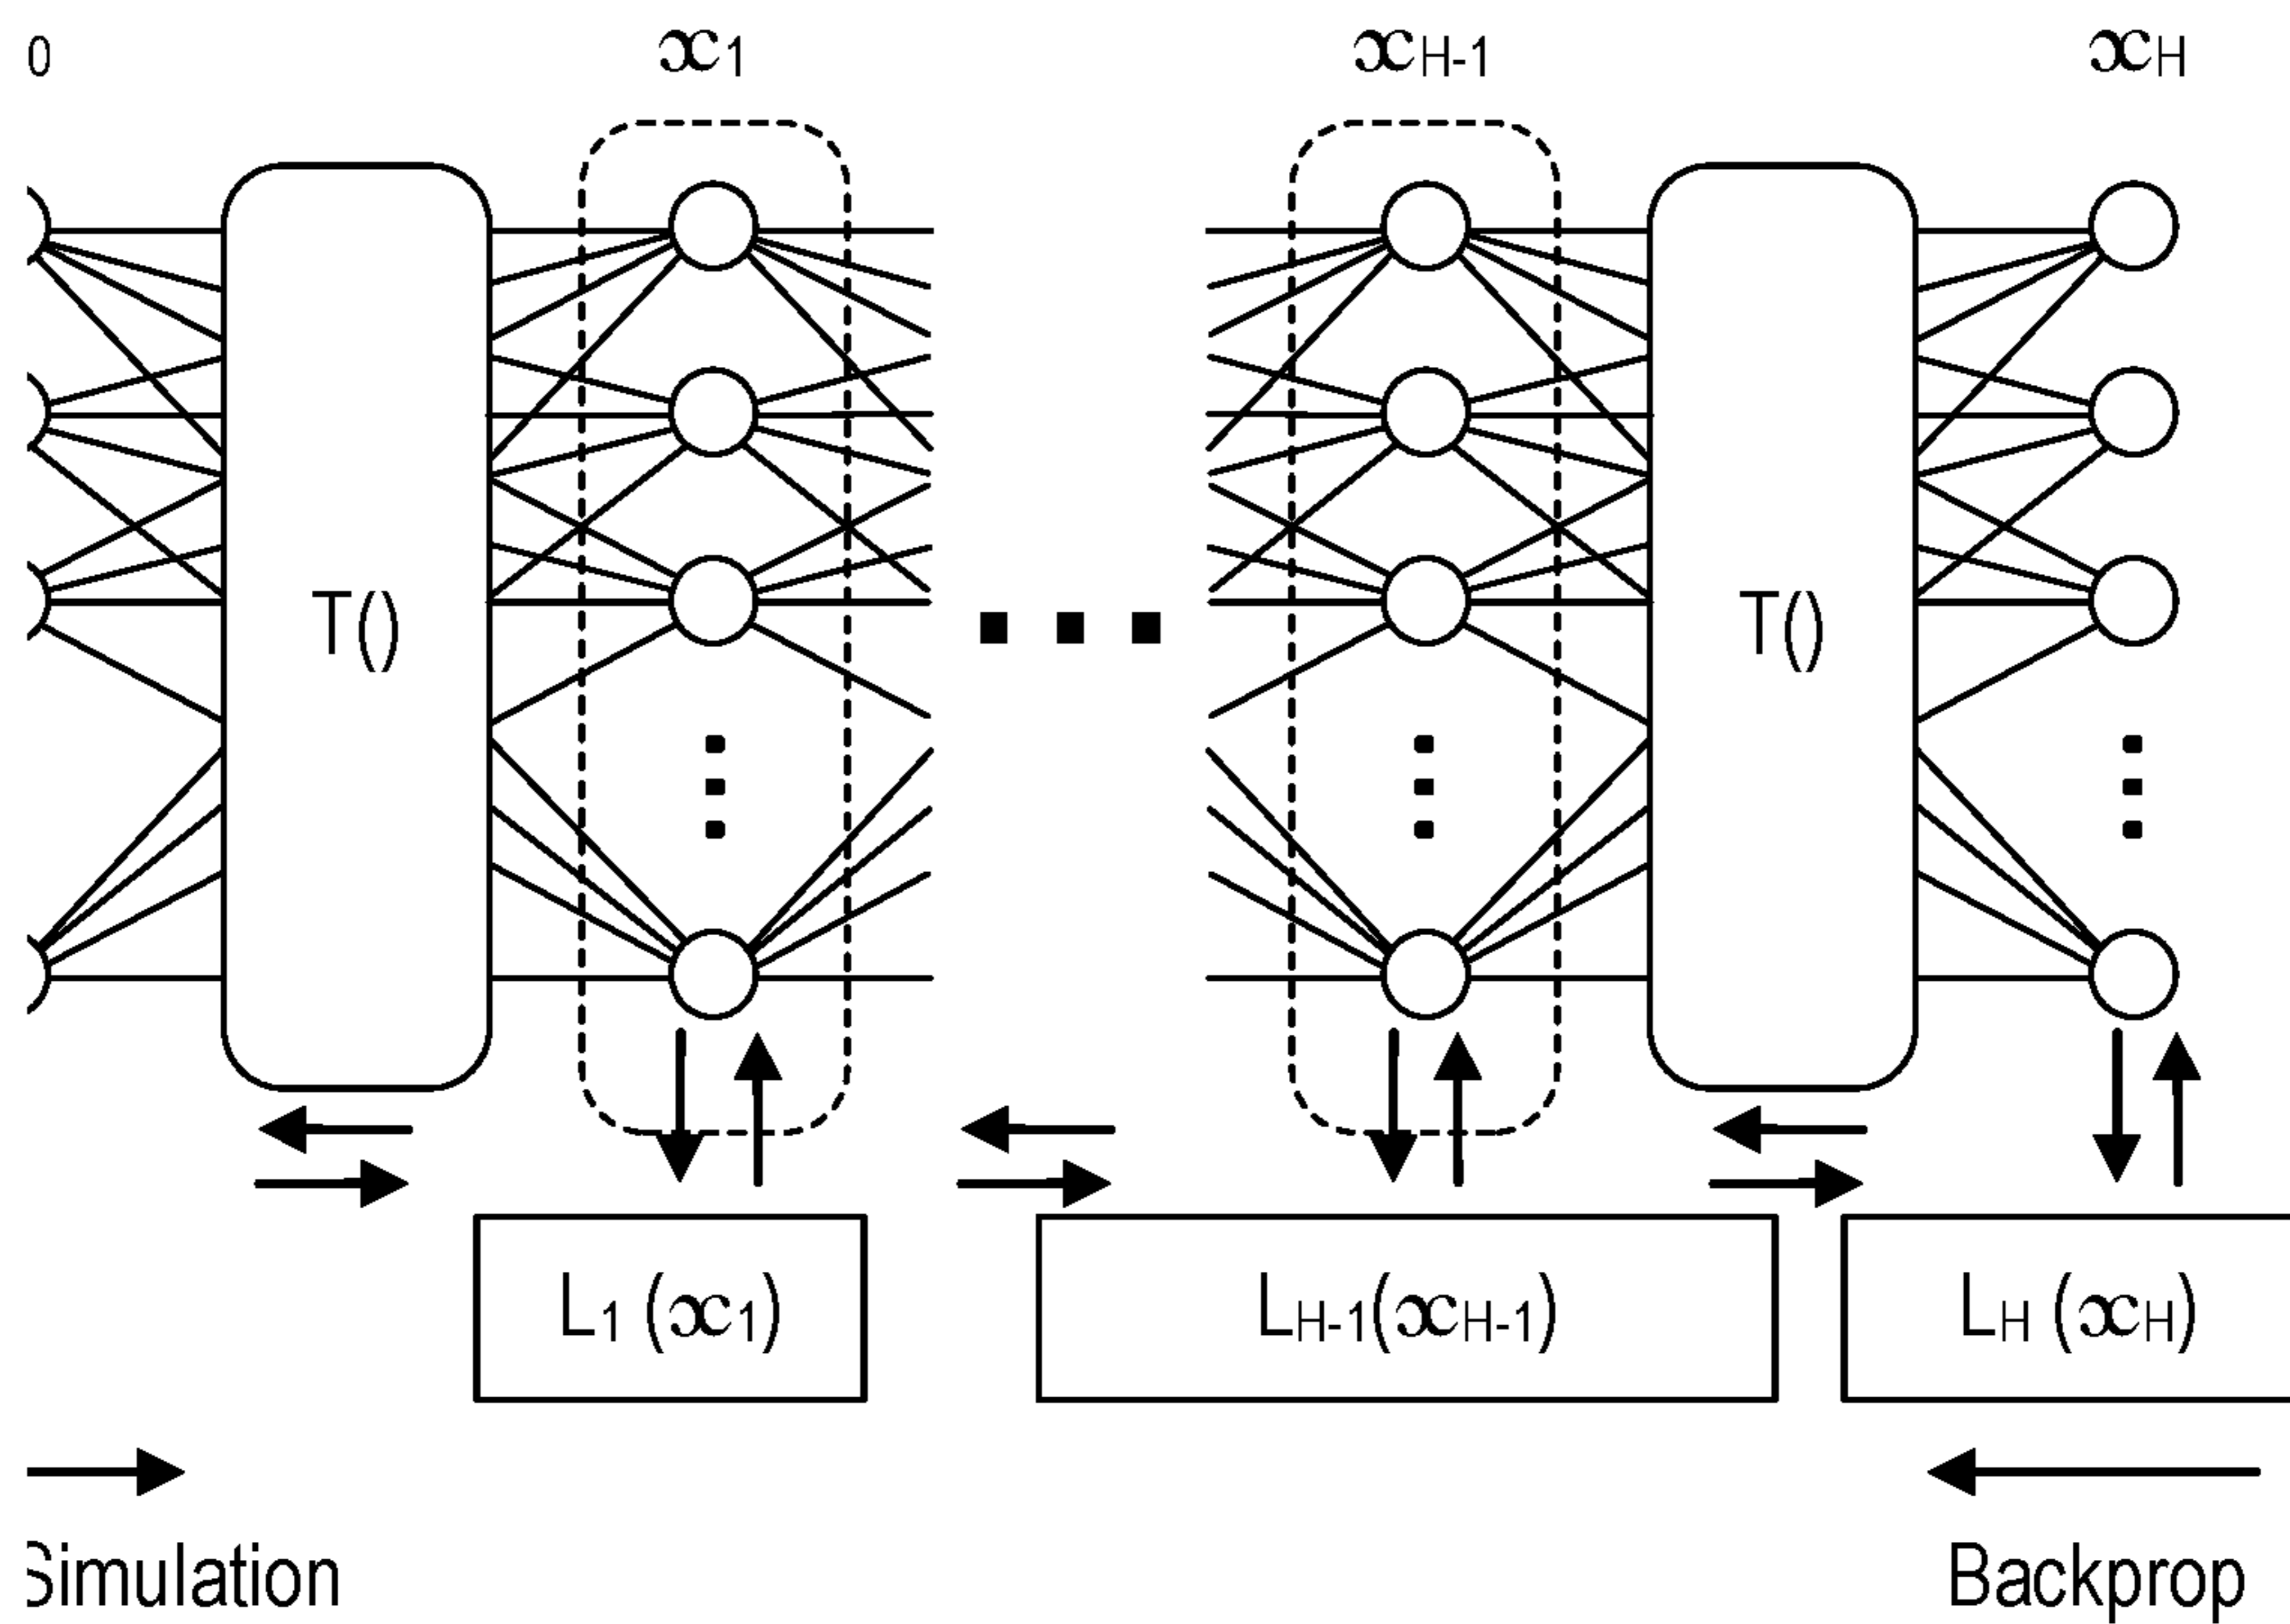 0 x1 xH-1 xH
T() T()
L1 (x1) LH-1(xH-1) LH (xH)
Simulation Backprop